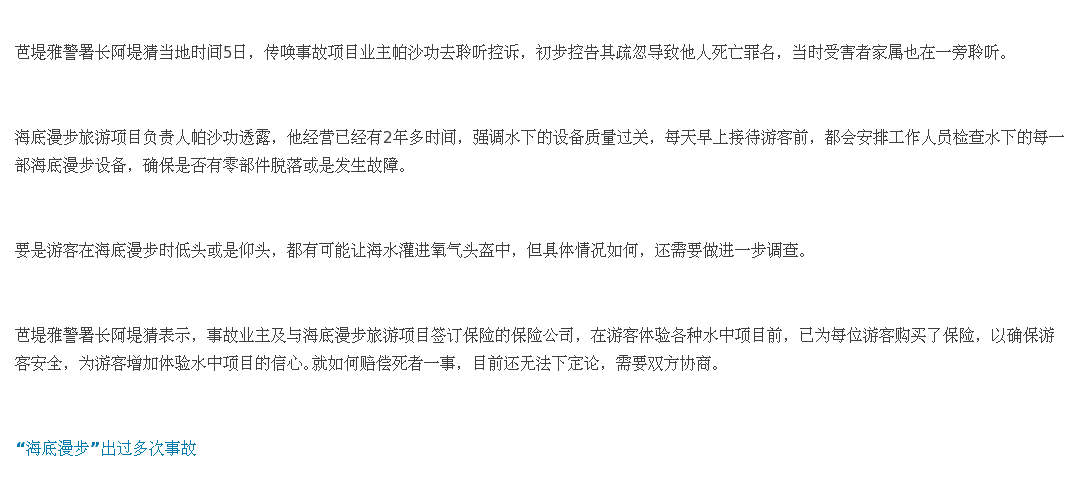 芭堤雅警署长阿堤猜当地时间5日，传唤事故项目业主帕沙功去聆听控诉，初步控告其疏忽导致他人死亡罪名，当时受害者家属也在一旁聆听。
海底漫步旅游项目负责人帕沙功透露，他经营已经有2年多时间，强调水下的设备质量过关，每天早上接待游客前，都会安排工作人员检查水下的每一
部海底漫步设备，确保是否有零部件脱落或是发生故障。
要是游客在海底漫步时低头或是仰头，都有可能让海水灌进氧气头盔中，但具体情况如何，还需要做进一步调查。
芭堤雅警署长阿堤猜表示，事故业主及与海底漫步旅游项目签订保险的保险公司，在游客体验各种水中项目前，已为每位游客购买了保险，以确保游
客安全，为游客增加体验水中项目的信心。就如何赔偿死者一事，目前还无法下定论，需要双方协商。
“海底漫步”出过多次事故